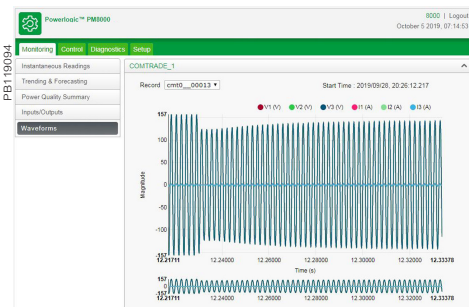 Powerlogic™ PM8000
8000 | Logout
October 5 2019, 07:14:53
Monitoring Control Diagnostics Setup
PB119094
Instantaneous Readings
Trending & Forecasting
Power Quality Summary
Inputs/Outputs
Waveforms
COMTRADE_1
Record cmt0__00013
Start Time : 2019/09/28, 20:26:12.217
V1 (V) V2 (V) V3 (V) I1 (A) I2 (A) I3 (A)
Magnitude
157
100
50
0
-50
-100
-157
12.21711 12.24000 12.26000 12.28000 12.30000 12.32000 12.33378
Time (s)
157
0
-157
12.21711 12.24000 12.26000 12.28000 12.30000 12.32000 12.33378